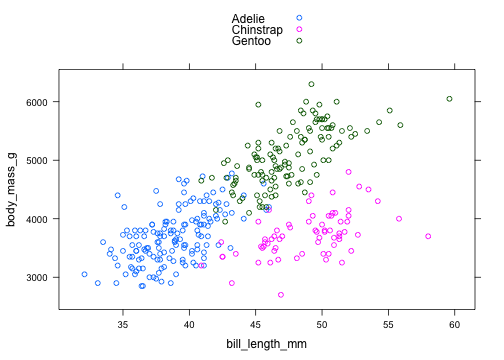 Adelie
Chinstrap
Gentoo
body_mass_g
6000
5000
4000
3000
35 40 45 50 55 60
bill_length_mm